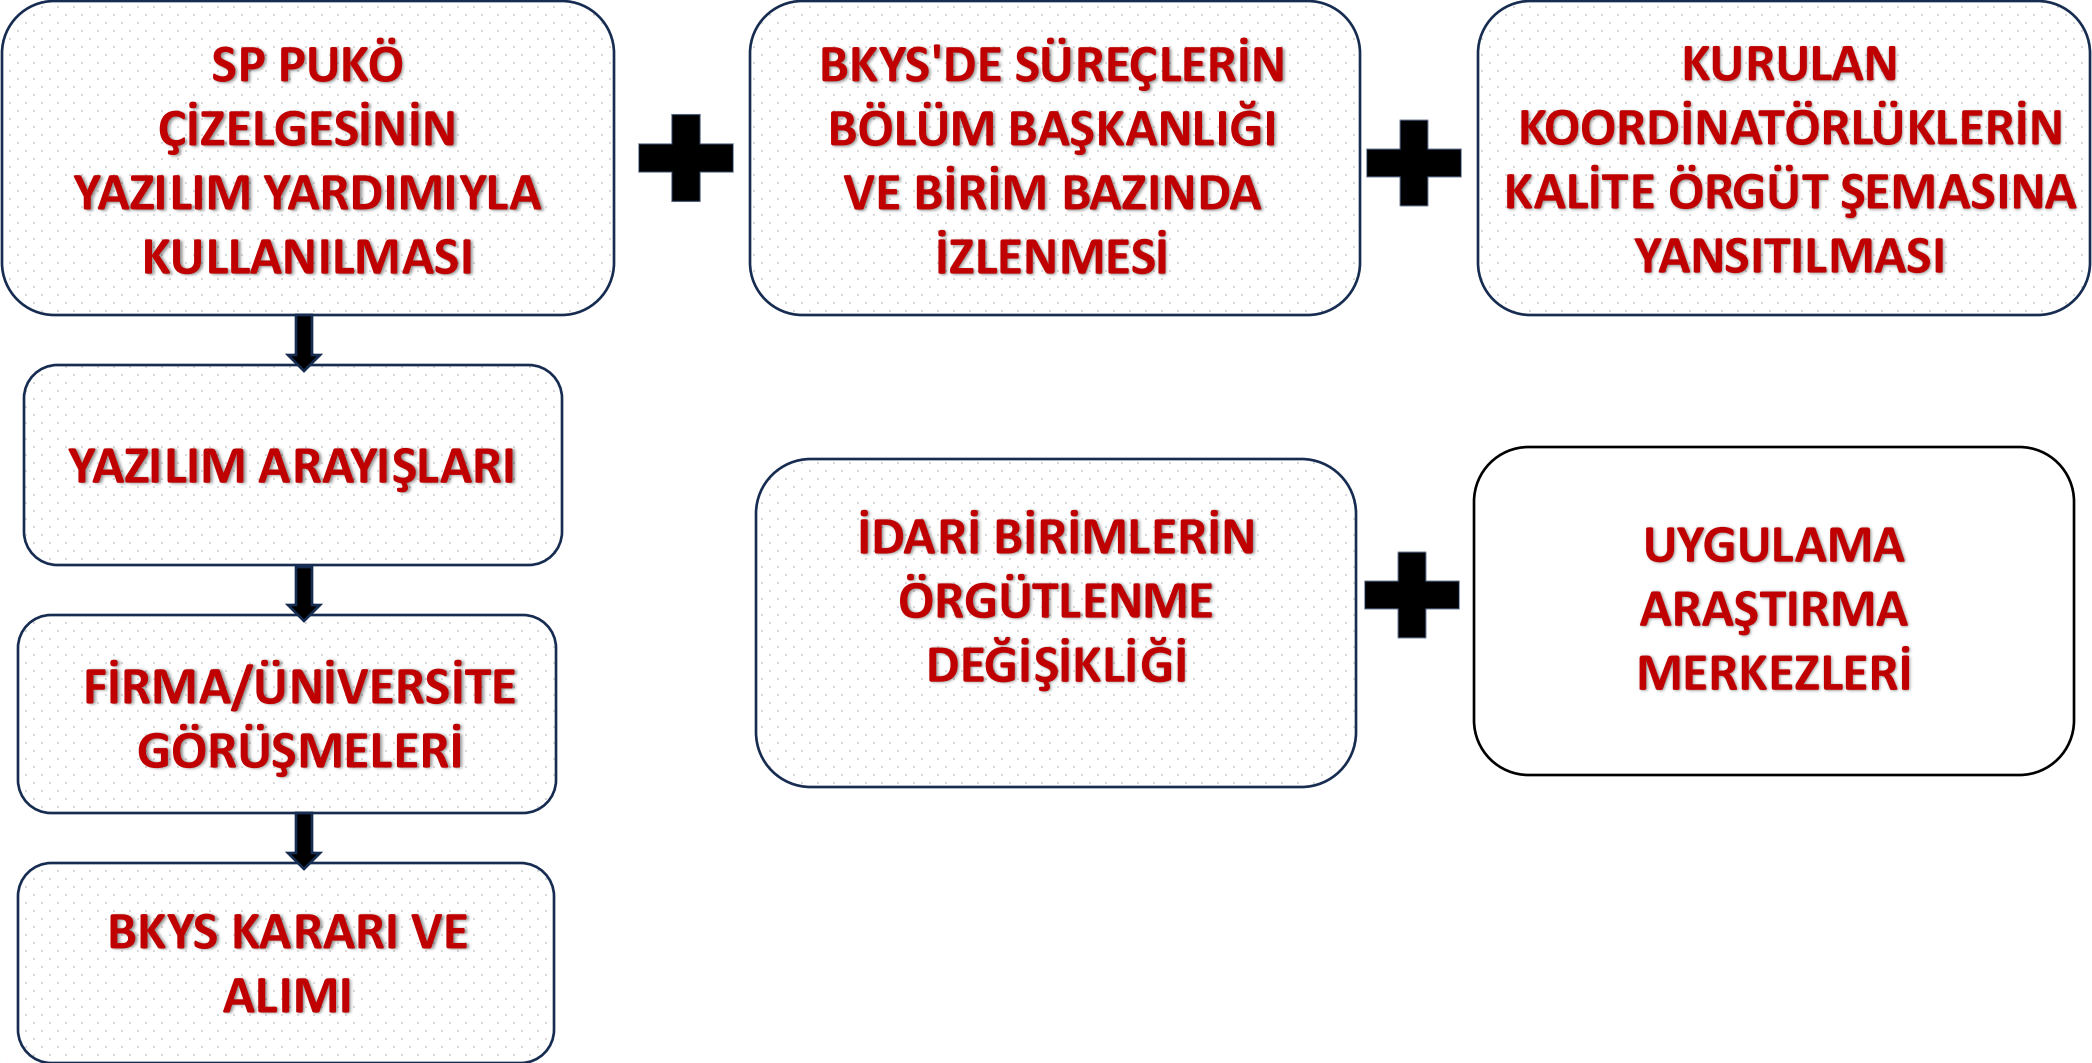 SP PUKÖ
ÇİZELGESİNİN
YAZILIM YARDIMIYLA
KULLANILMASI
BKYS'DE SÜREÇLERİN
BÖLÜM BAŞKANLIĞI
VE BİRİM BAZINDA
İZLENMESİ
KURULAN
KOORDİNATÖRLÜKLERİN
KALİTE ÖRGÜT ŞEMASINA
YANSITILMASI
YAZILIM ARAYIŞLARI
FİRMA/ÜNİVERSİTE
GÖRÜŞMELERİ
BKYS KARARI VE
ALIMI
İDARİ BİRİMLERİN
ÖRGÜTLENME
DEĞİŞİKLİĞİ
UYGULAMA
ARAŞTIRMA
MERKEZLERİ